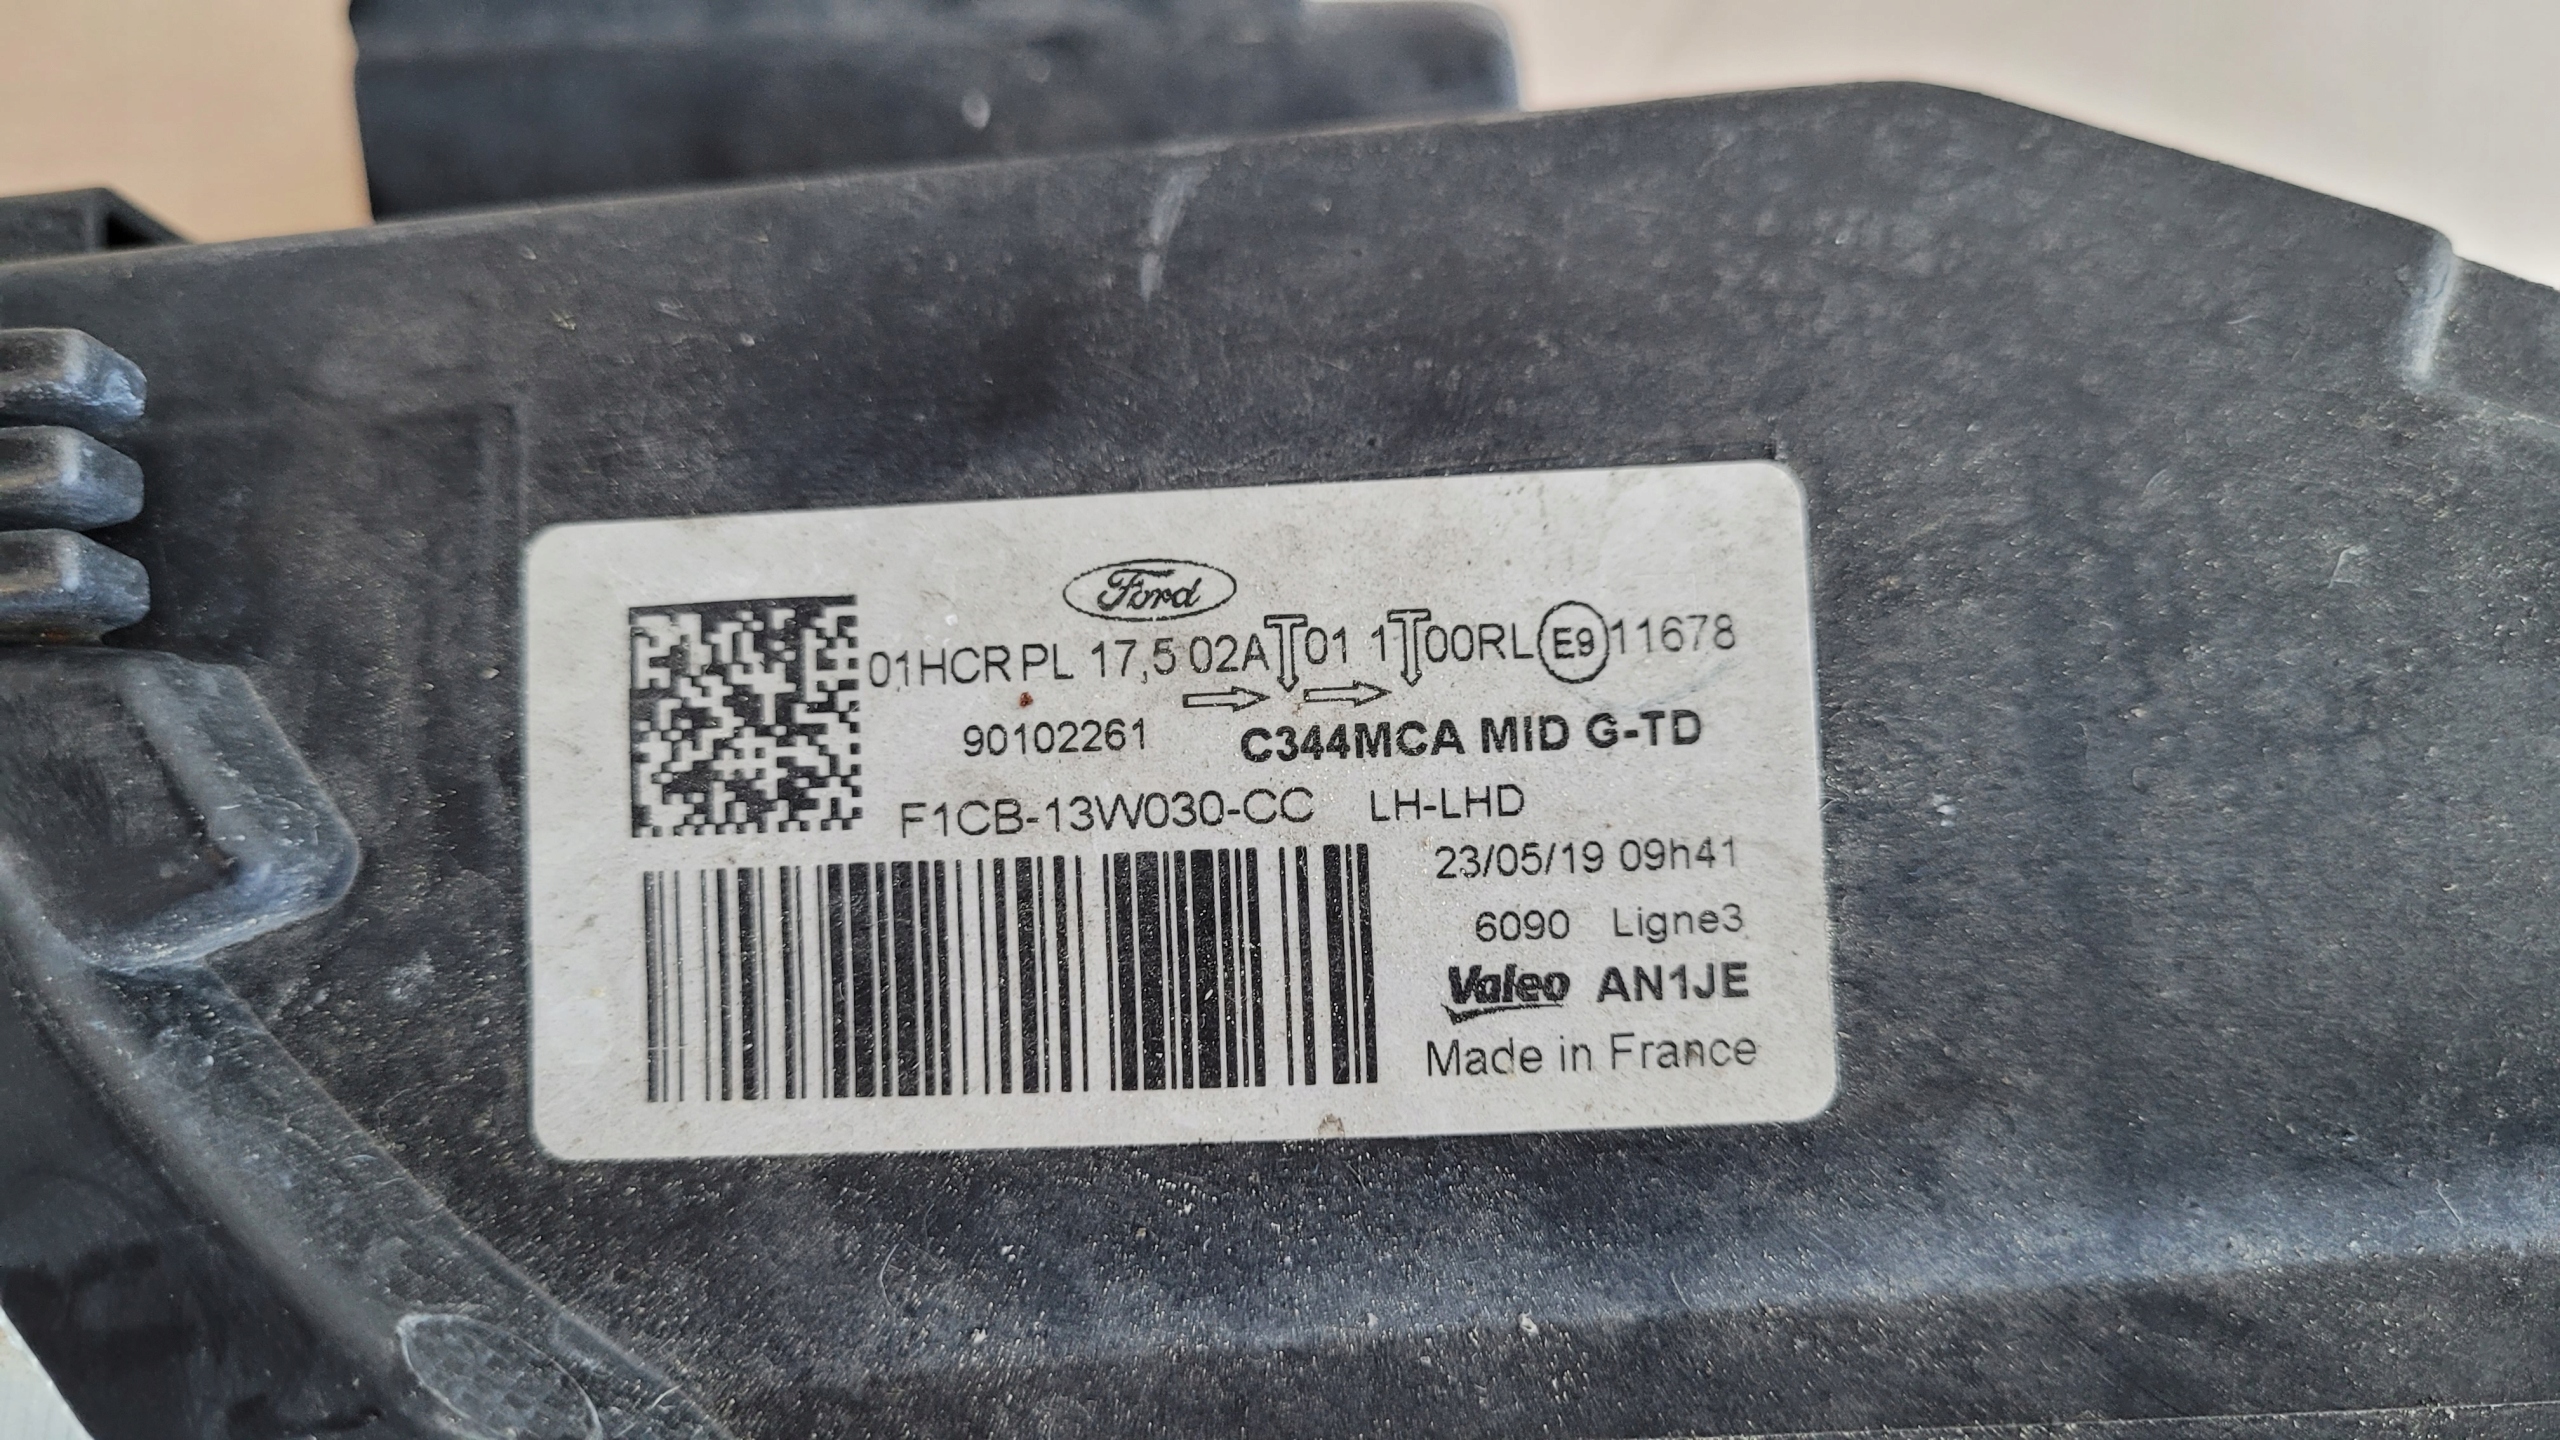 Ford
01HCR PL 17,5 02A 01 1 00RL E9 11678
90102261 C344MCA MID G-TD
F1CB-13W030-CC LH-LHD
23/05/19 09h41
6090 Ligne3
Valeo AN1JE
Made in France